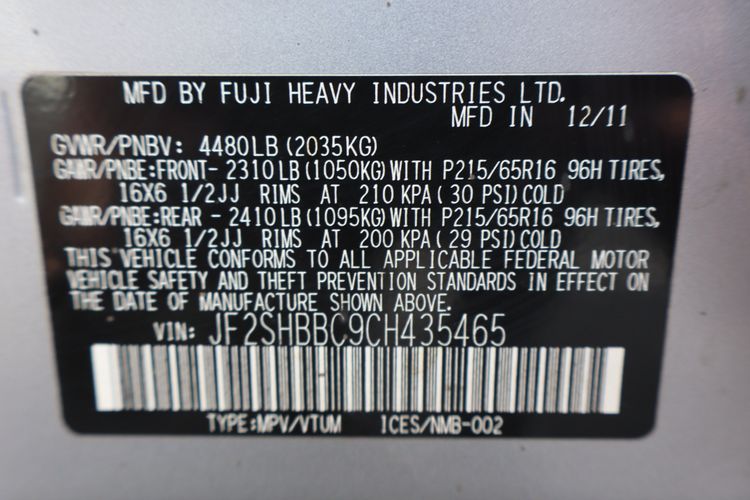 MFD BY FUJI HEAVY INDUSTRIES LTD.
MFD IN 12/11
GVWR/PNBV: 4480LB (2035KG)
GAWR/PNBE:FRONT- 2310LB (1050KG)WITH P215/65R16 96H TIRES,
16X6 1/2JJ RIMS AT 210 KPA ( 30 PSI)COLD
GAWR/PNBE:REAR - 2410LB (1095KG)WITH P215/65R16 96H TIRES,
16X6 1/2JJ RIMS AT 200 KPA ( 29 PSI)COLD
THIS VEHICLE CONFORMS TO ALL APPLICABLE FEDERAL MOTOR
VEHICLE SAFETY AND THEFT PREVENTION STANDARDS IN EFFECT ON
THE DATE OF MANUFACTURE SHOWN ABOVE.
VIN: JF2SHBBC9CH435465
TYPE:MPV/VTUM ICES/NMB-002